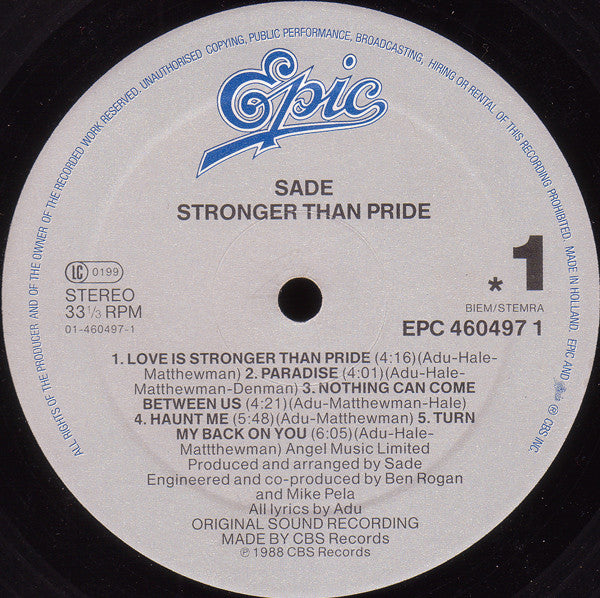 ALL RIGHTS OF THE PRODUCER AND OF THE OWNER OF THE RECORDED WORK RESERVED. UNAUTHORISED COPYING, PUBLIC PERFORMANCE, BROADCASTING, HIRING OR RENTAL OF THIS RECORDING PROHIBITED. MADE IN HOLLAND. EPIC AND ® © CBS INC.
Epic
SADE
STRONGER THAN PRIDE
LC 0199
STEREO
33 1/3 RPM
01-460497-1
* 1
BIEM/STEMRA
EPC 460497 1
1. LOVE IS STRONGER THAN PRIDE (4:16)(Adu-Hale-
Matthewman) 2. PARADISE (4:01)(Adu-Hale-
Matthewman-Denman) 3. NOTHING CAN COME
BETWEEN US (4:21)(Adu-Matthewman-Hale)
4. HAUNT ME (5:48)(Adu-Matthewman) 5. TURN
MY BACK ON YOU (6:05)(Adu-Hale-
Mattthewman) Angel Music Limited
Produced and arranged by Sade
Engineered and co-produced by Ben Rogan
and Mike Pela
All lyrics by Adu
ORIGINAL SOUND RECORDING
MADE BY CBS Records
℗ 1988 CBS Records